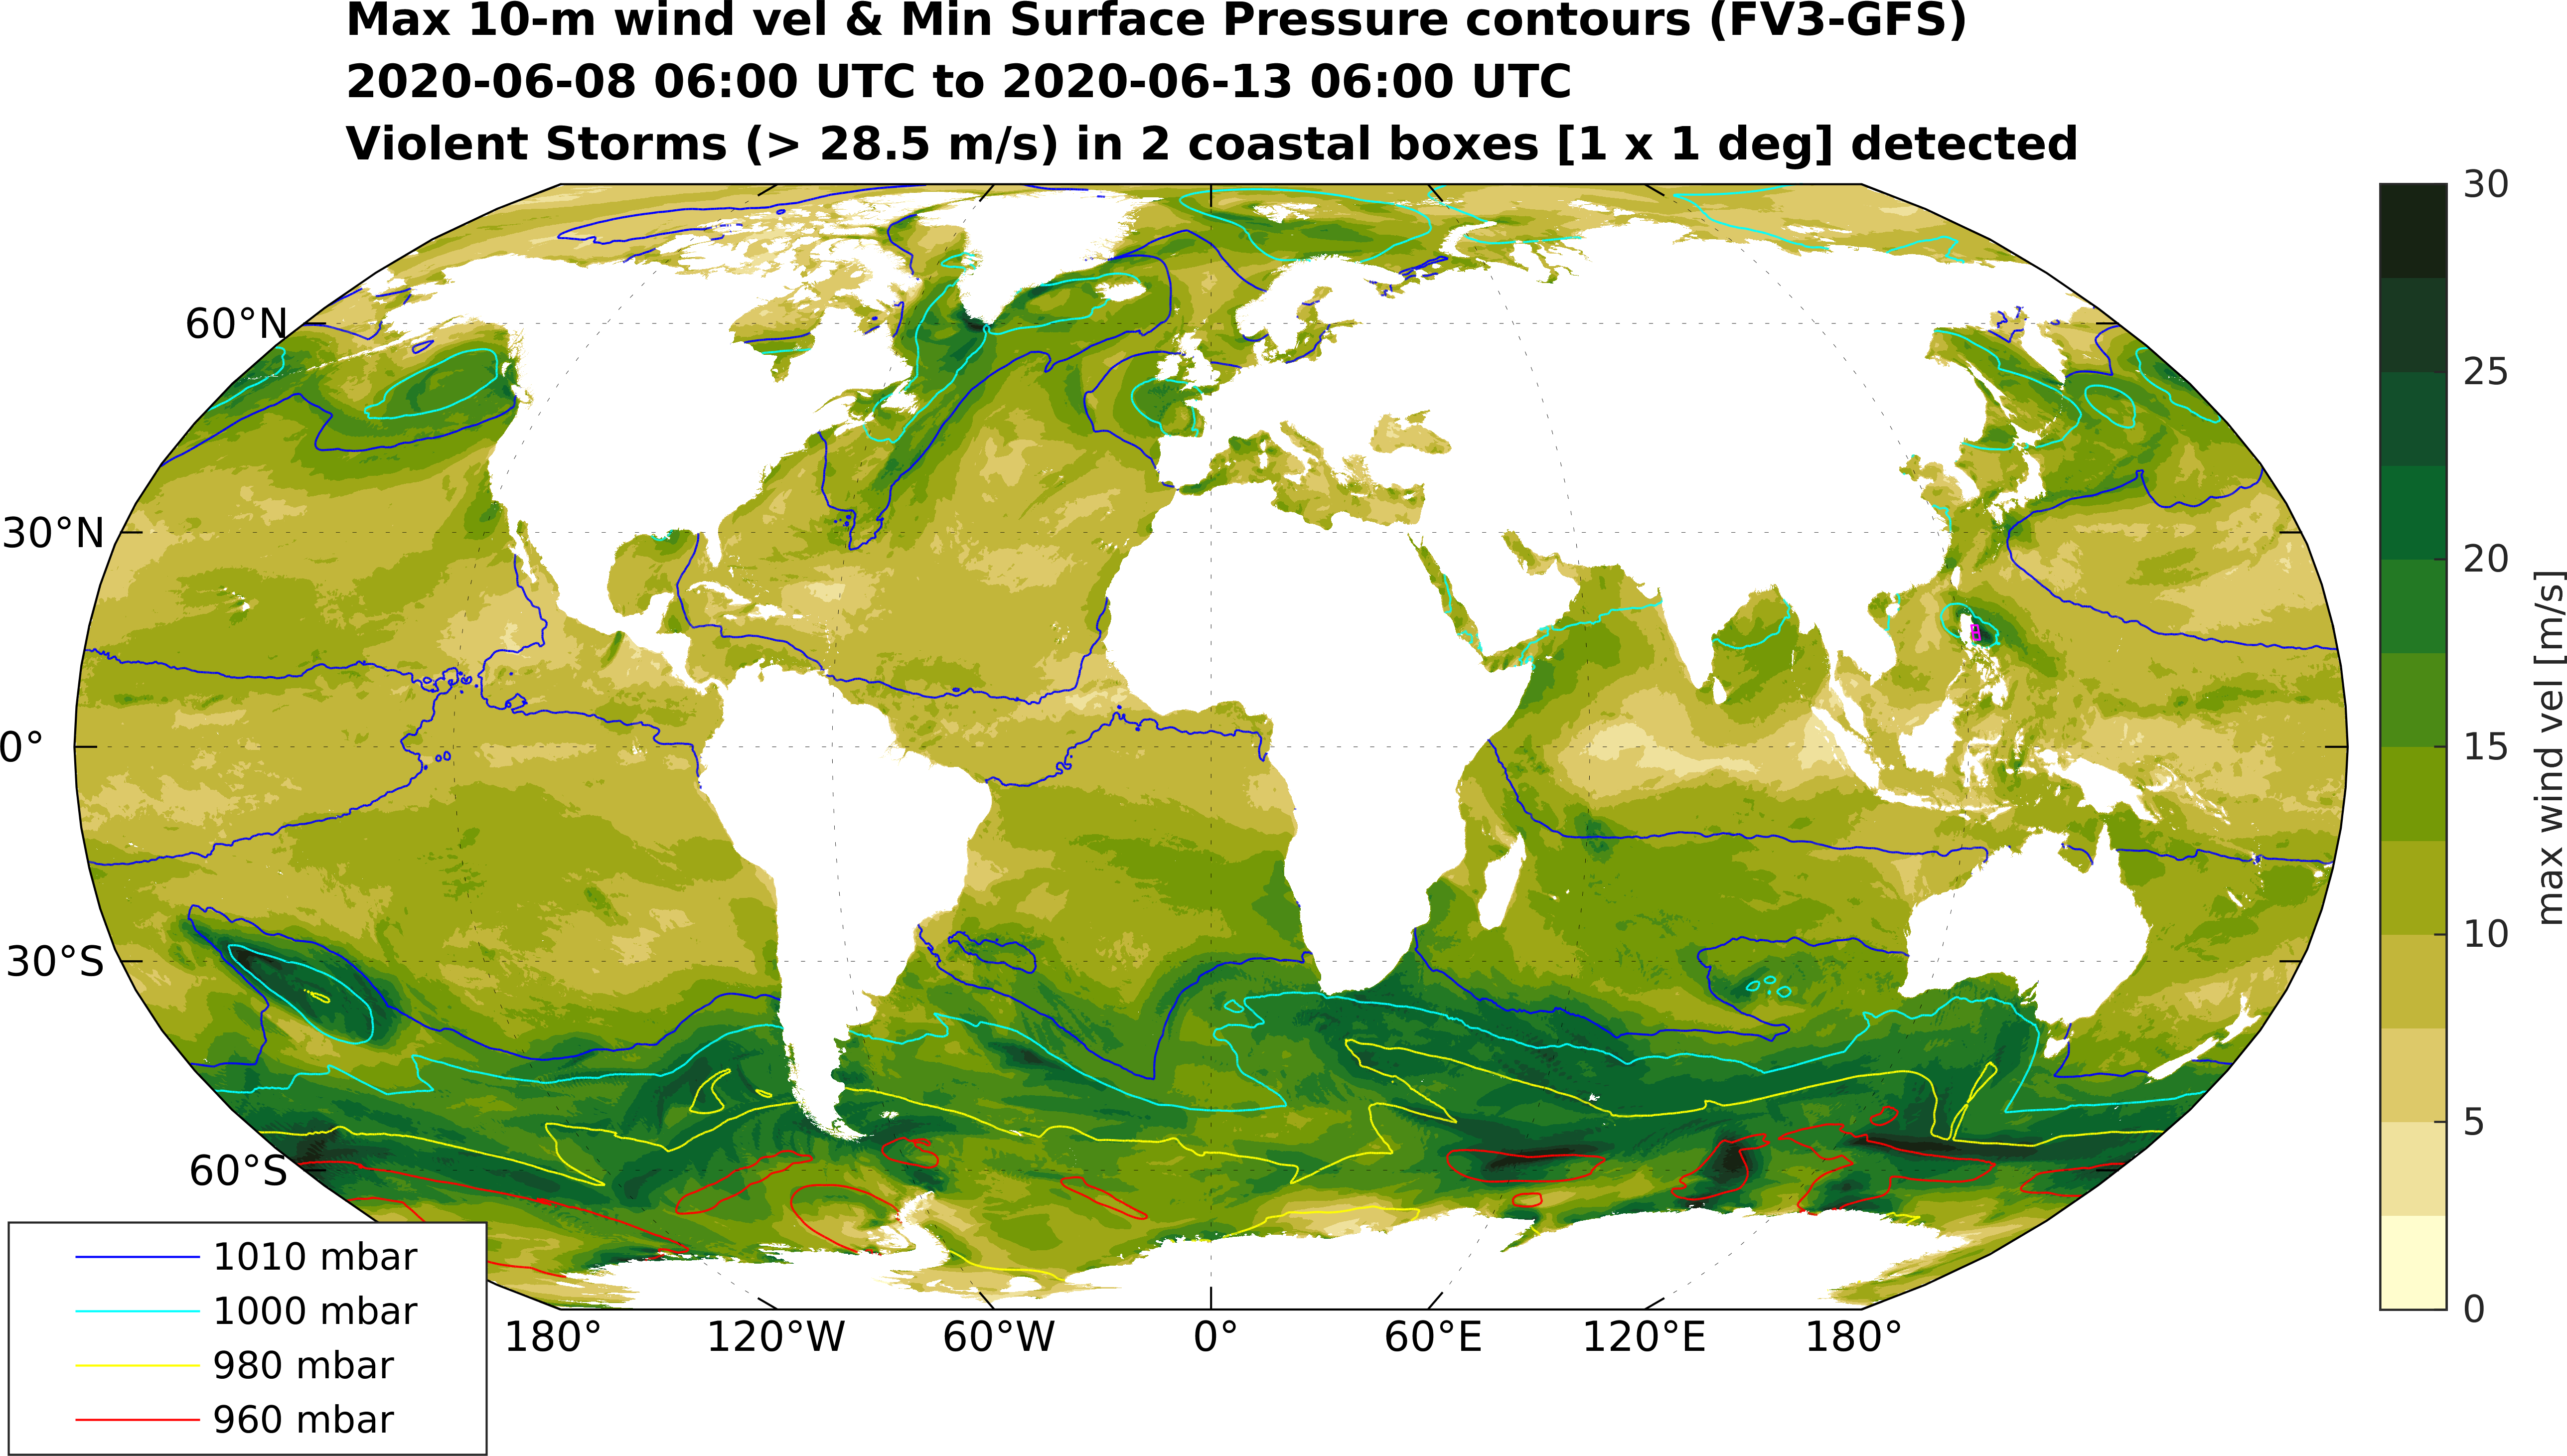 Max 10-m wind vel & Min Surface Pressure contours (FV3-GFS)
2020-06-08 06:00 UTC to 2020-06-13 06:00 UTC
Violent Storms (> 28.5 m/s) in 2 coastal boxes [1 x 1 deg] detected
60°N
30°N
0°
30°S
60°S
180°
120°W
60°W
0°
60°E
120°E
180°
1010 mbar
1000 mbar
980 mbar
960 mbar
30
25
20
15
10
5
0
max wind vel [m/s]